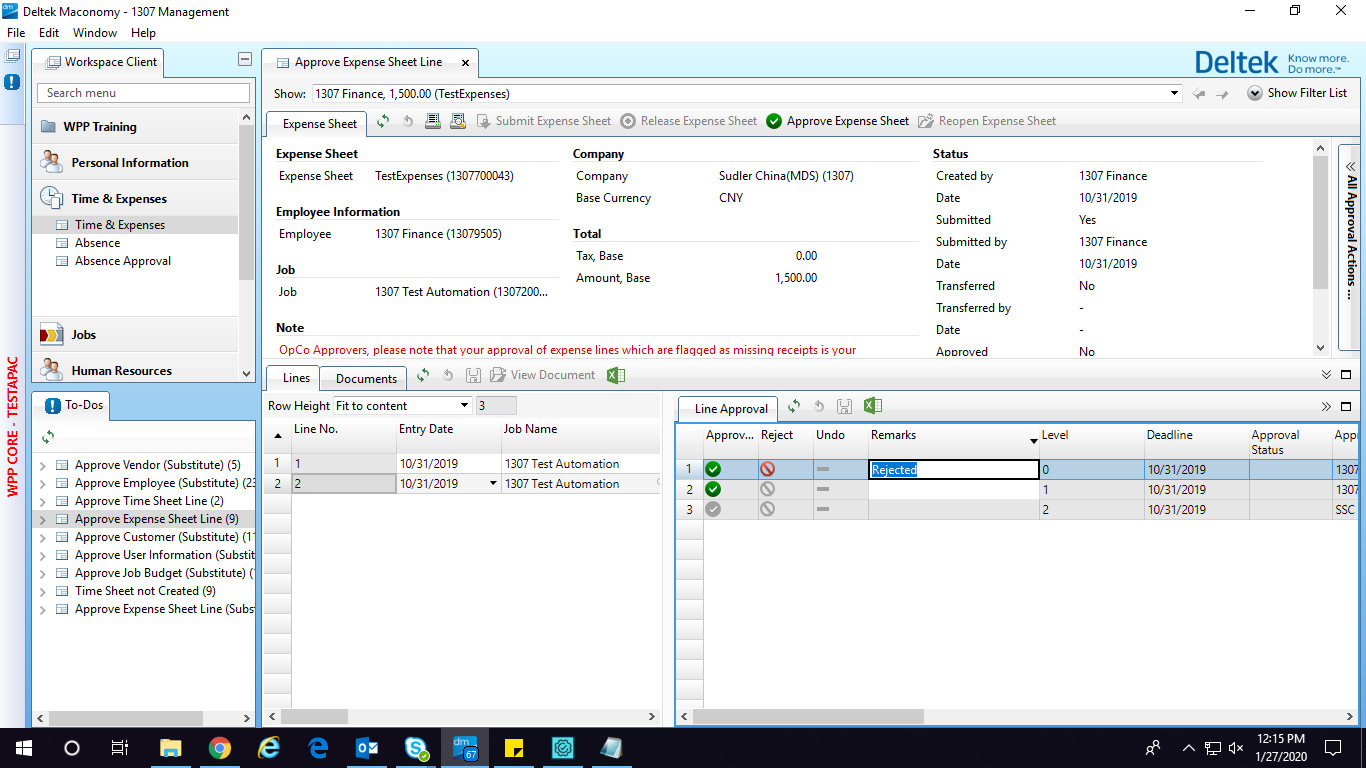 Deltek Maconomy - 1307 Management
File Edit Window Help
Workspace Client
Search menu
WPP Training
Personal Information
Time & Expenses
Time & Expenses
Absence
Absence Approval
Jobs
Human Resources
WPP CORE - TESTAPAC
To-Dos
Approve Vendor (Substitute) (5)
Approve Employee (Substitute) (23
Approve Time Sheet Line (2)
Approve Expense Sheet Line (9)
Approve Customer (Substitute) (11
Approve User Information (Substit
Approve Job Budget (Substitute) (
Time Sheet not Created (9)
Approve Expense Sheet Line (Subs
Approve Expense Sheet Line
Deltek Know more. Do more.™
Show: 1307 Finance, 1,500.00 (TestExpenses)
Show Filter List
Expense Sheet
Submit Expense Sheet Release Expense Sheet Approve Expense Sheet Reopen Expense Sheet
Expense Sheet
Expense Sheet TestExpenses (1307700043)
Employee Information
Employee 1307 Finance (13079505)
Job
Job 1307 Test Automation (1307200...
Note
OpCo Approvers, please note that your approval of expense lines which are flagged as missing receipts is your
Company
Company Sudler China(MDS) (1307)
Base Currency CNY
Total
Tax, Base 0.00
Amount, Base 1,500.00
Status
Created by 1307 Finance
Date 10/31/2019
Submitted Yes
Submitted by 1307 Finance
Date 10/31/2019
Transferred No
Transferred by -
Date -
Approved No
All Approval Actions ...
Lines Documents View Document
Row Height Fit to content 3
Line No. Entry Date Job Name
1 1 10/31/2019 1307 Test Automation
2 2 10/31/2019 1307 Test Automation
Line Approval
Approv... Reject Undo Remarks Level Deadline Approval Status App
1 Rejected 0 10/31/2019 1307
2 1 10/31/2019 1307
3 2 10/31/2019 SSC
dm 67
12:15 PM
1/27/2020